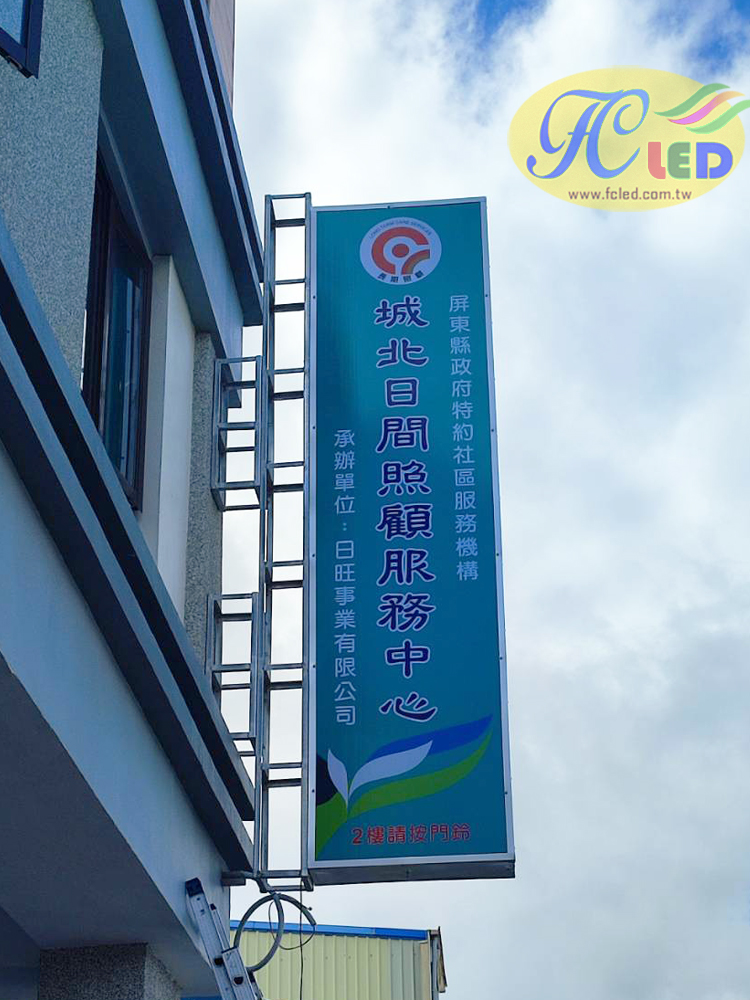 FC LED
www.fcled.com.tw
長期照顧
屏東縣政府特約社區服務機構
城北日間照顧服務中心
承辦單位：日旺事業有限公司
2樓請按門鈴